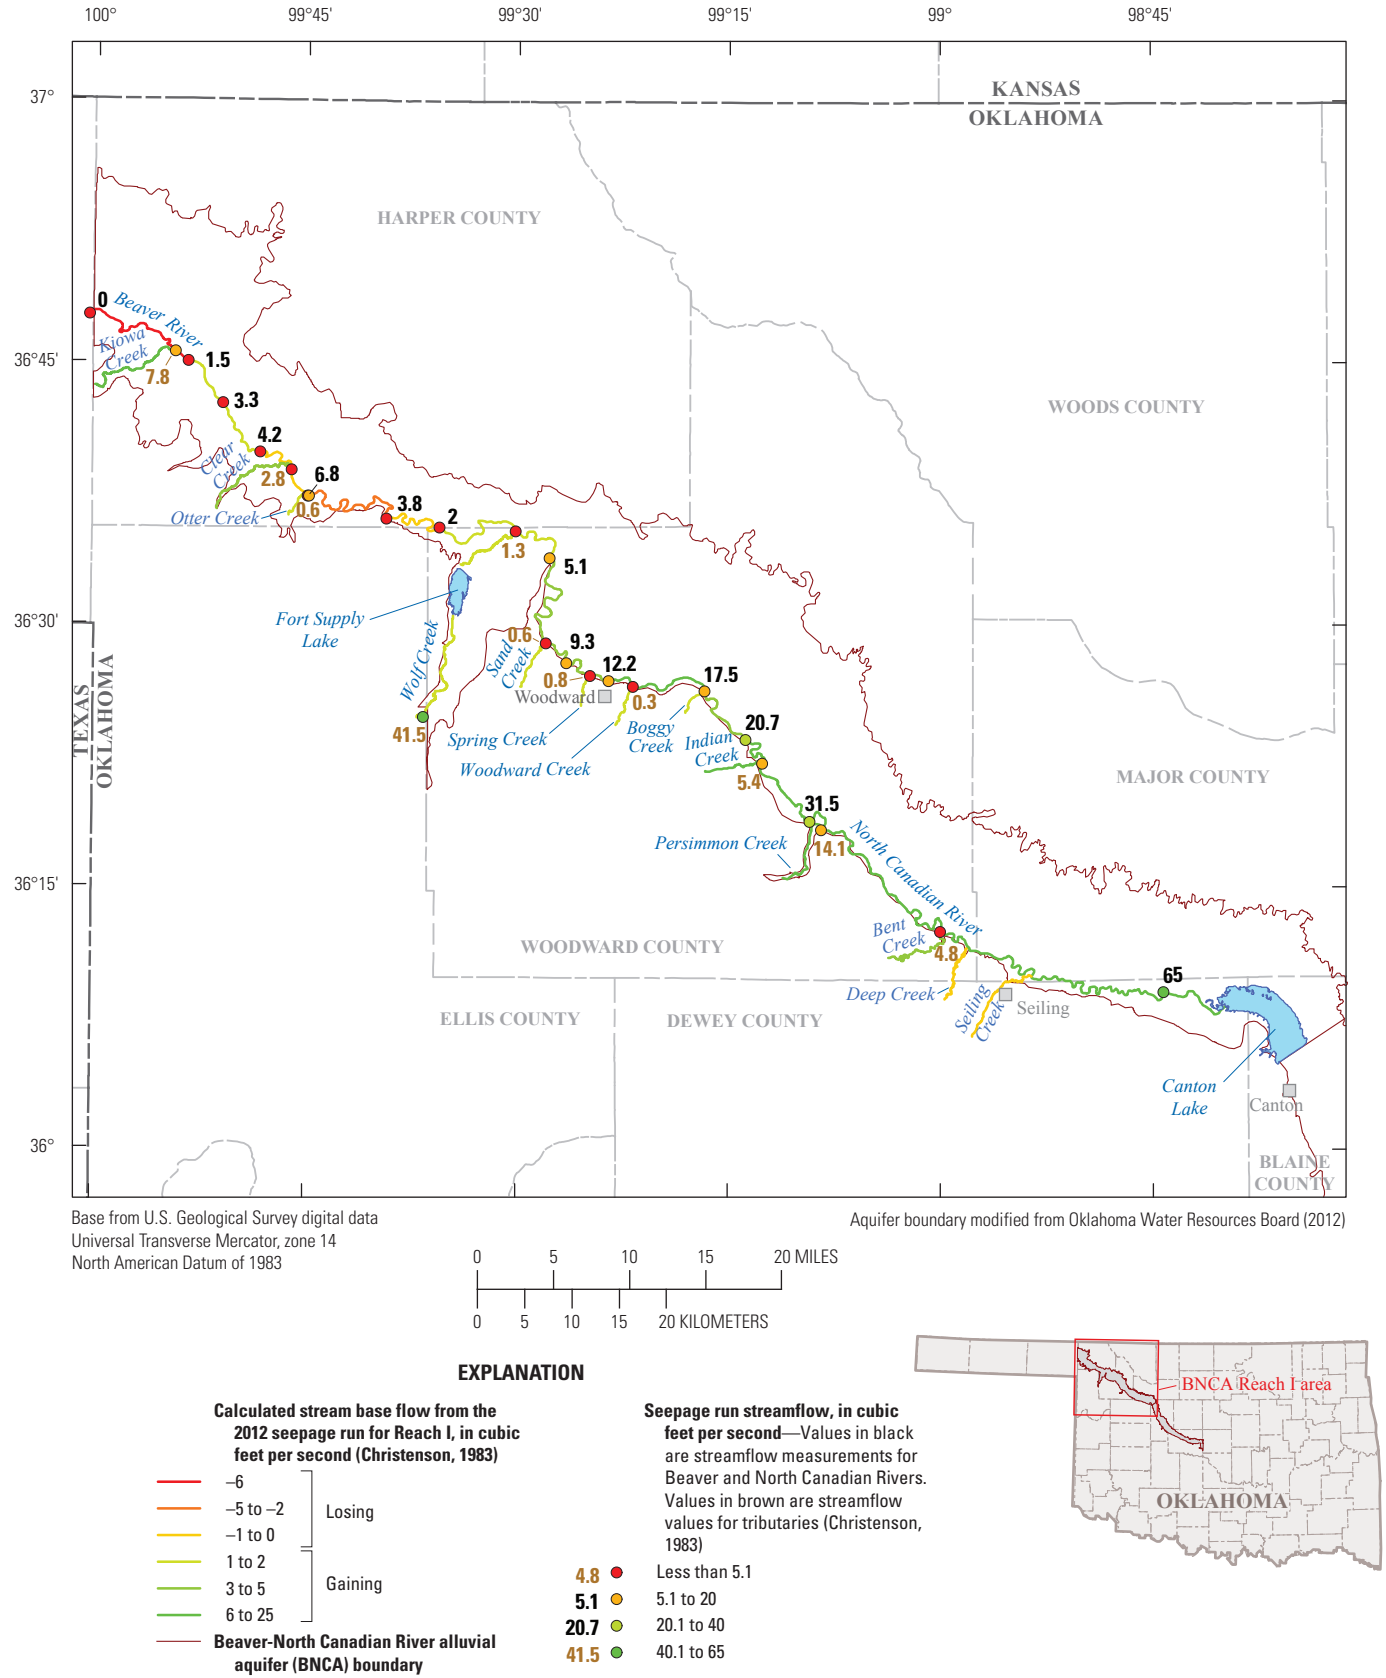 100°
99°45'
99°30'
99°15'
99°
98°45'
37°
KANSAS
OKLAHOMA
HARPER COUNTY
0
Beaver River
Kiowa
Creek
36°45'
1.5
7.8
3.3
WOODS COUNTY
4.2
Clear
Creek
2.8
6.8
0.6
Otter Creek
3.8
2
1.3
5.1
Fort Supply
Lake
36°30'
Wolf Creek
0.6
Sand
Creek
9.3
12.2
0.8
Woodward
0.3
17.5
TEXAS
OKLAHOMA
41.5
Spring Creek
Woodward Creek
Boggy
Creek
Indian
Creek
20.7
5.4
MAJOR COUNTY
31.5
Persimmon Creek
14.1
North Canadian River
36°15'
Bent
Creek
4.8
WOODWARD COUNTY
65
Deep Creek
Seiling
Creek
Seiling
ELLIS COUNTY
DEWEY COUNTY
Canton
Lake
Canton
36°
BLAINE
COUNTY
Base from U.S. Geological Survey digital data
Universal Transverse Mercator, zone 14
North American Datum of 1983
Aquifer boundary modified from Oklahoma Water Resources Board (2012)
0 5 10 15 20 MILES
0 5 10 15 20 KILOMETERS
EXPLANATION
Calculated stream base flow from the
2012 seepage run for Reach I, in cubic
feet per second (Christenson, 1983)
–6
–5 to –2
–1 to 0
Losing
1 to 2
3 to 5
6 to 25
Gaining
Beaver-North Canadian River alluvial
aquifer (BNCA) boundary
Seepage run streamflow, in cubic
feet per second—Values in black
are streamflow measurements for
Beaver and North Canadian Rivers.
Values in brown are streamflow
values for tributaries (Christenson,
1983)
4.8 Less than 5.1
5.1 5.1 to 20
20.7 20.1 to 40
41.5 40.1 to 65
BNCA Reach I area
OKLAHOMA